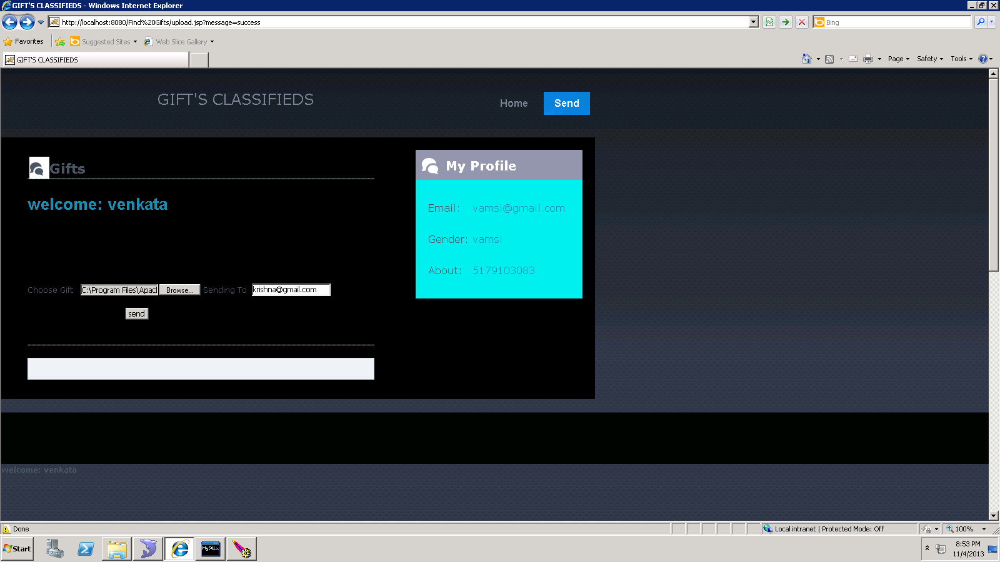 GIFT'S CLASSIFIEDS - Windows Internet Explorer
http://localhost:8080/Find%20Gifts/upload.jsp?message=success
Bing
Favorites
Suggested Sites
Web Slice Gallery
GIFT'S CLASSIFIEDS
Page
Safety
Tools
GIFT'S CLASSIFIEDS
Home
Send
Gifts
welcome: venkata
My Profile
Email: vamsi@gmail.com
Gender: vamsi
About: 5179103083
Choose Gift C:\Program Files\Apacl Browse... Sending To krishna@gmail.com
send
welcome: venkata
Done
Local intranet | Protected Mode: Off
100%
Start
MySQL
8:53 PM
11/4/2013